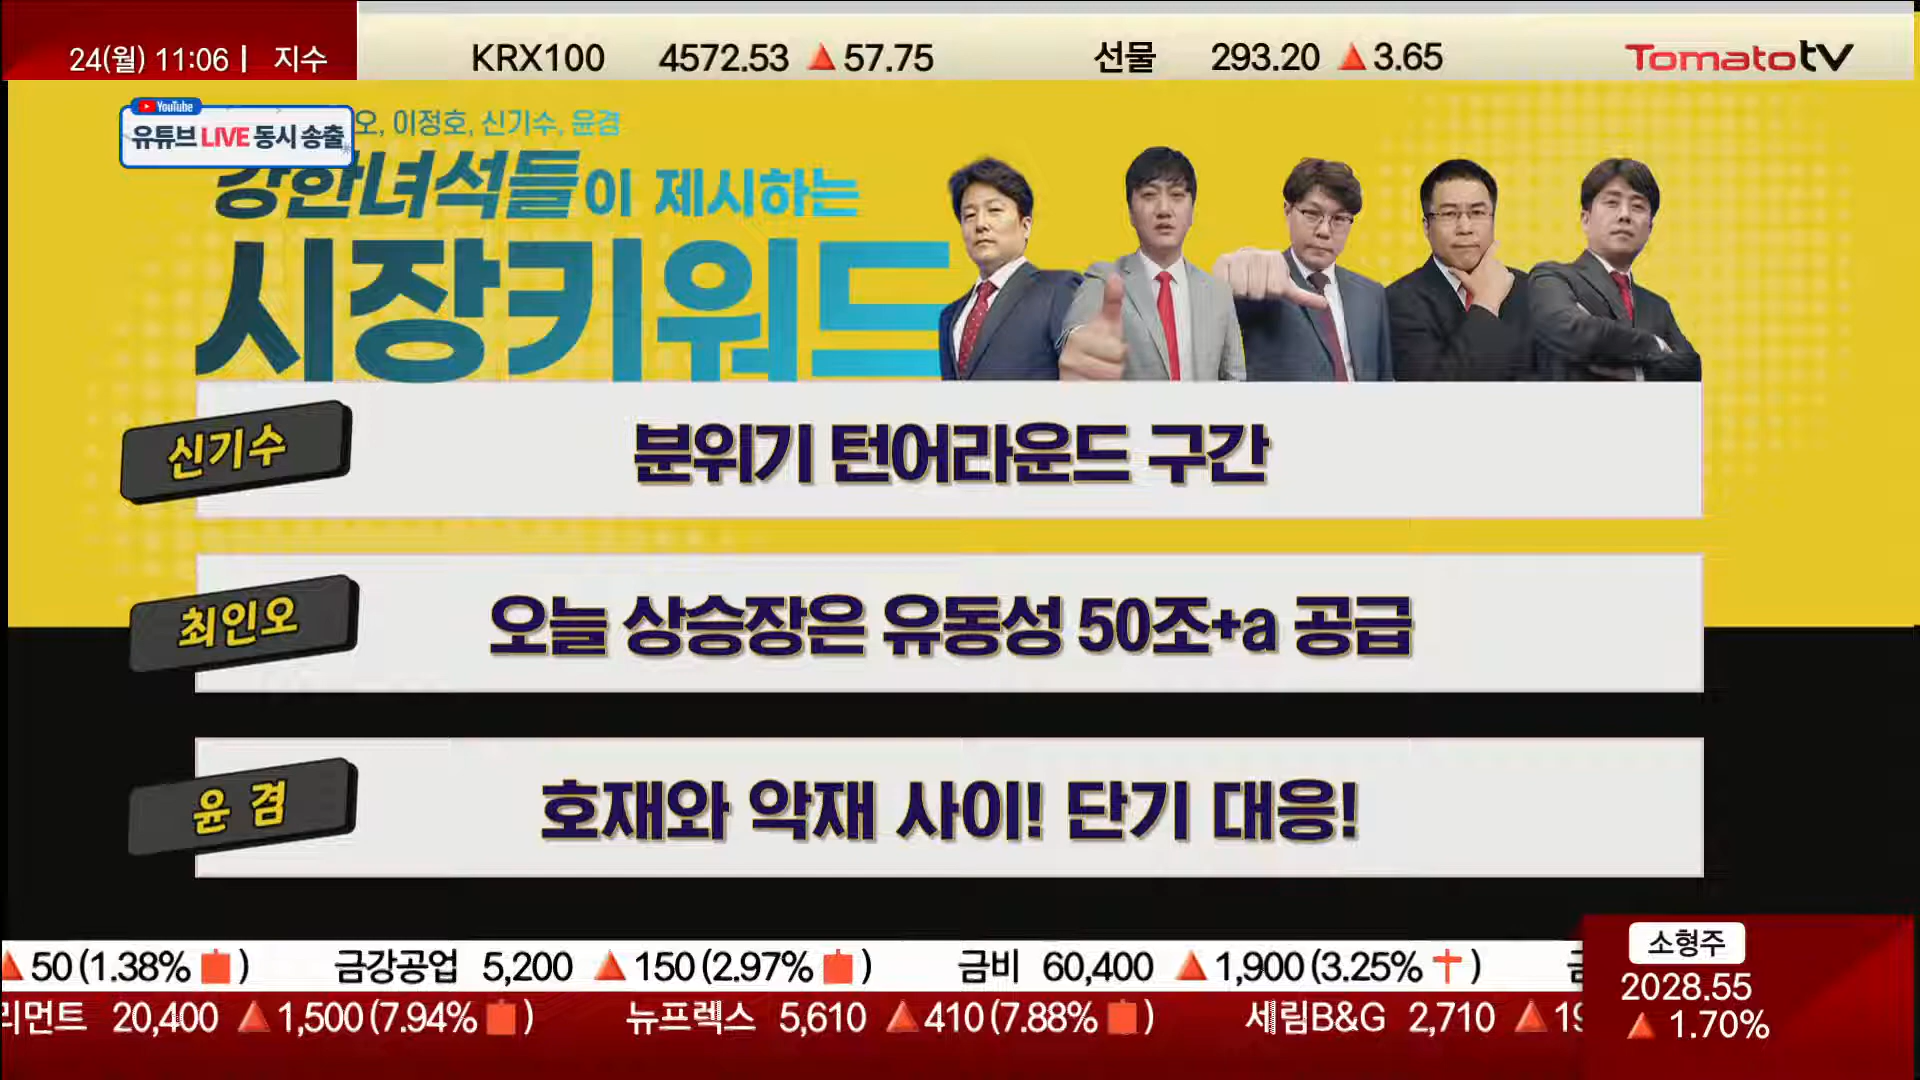 24(월) 11:06 | 지수
KRX100 4572.53 ▲57.75 선물 293.20 ▲3.65
Tomatotv
YouTube
유튜브 LIVE 동시 송출
오, 이정호, 신기수, 윤겸
강한녀석들이 제시하는
시장키워드
신기수
분위기 턴어라운드 구간
최인오
오늘 상승장은 유동성 50조+a 공급
윤 겸
호재와 악재 사이! 단기 대응!
▲50(1.38% ) 금강공업 5,200 ▲150(2.97% ) 금비 60,400 ▲1,900(3.25% )
리먼트 20,400 ▲1,500(7.94% ) 뉴프렉스 5,610 ▲410(7.88% ) 세림B&G 2,710 ▲19
소형주
2028.55
▲ 1.70%